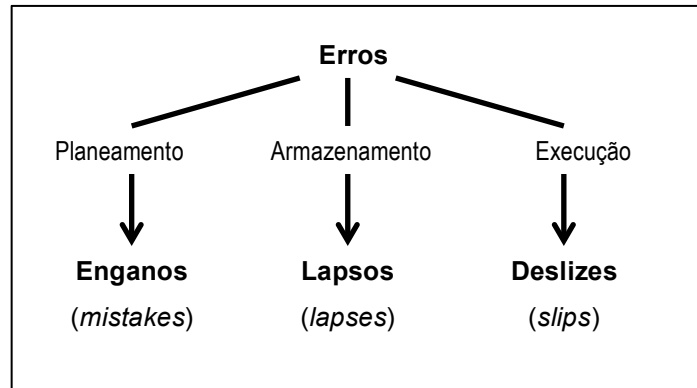 Erros
Planeamento Armazenamento Execução
Enganos Lapsos Deslizes
(mistakes) (lapses) (slips)